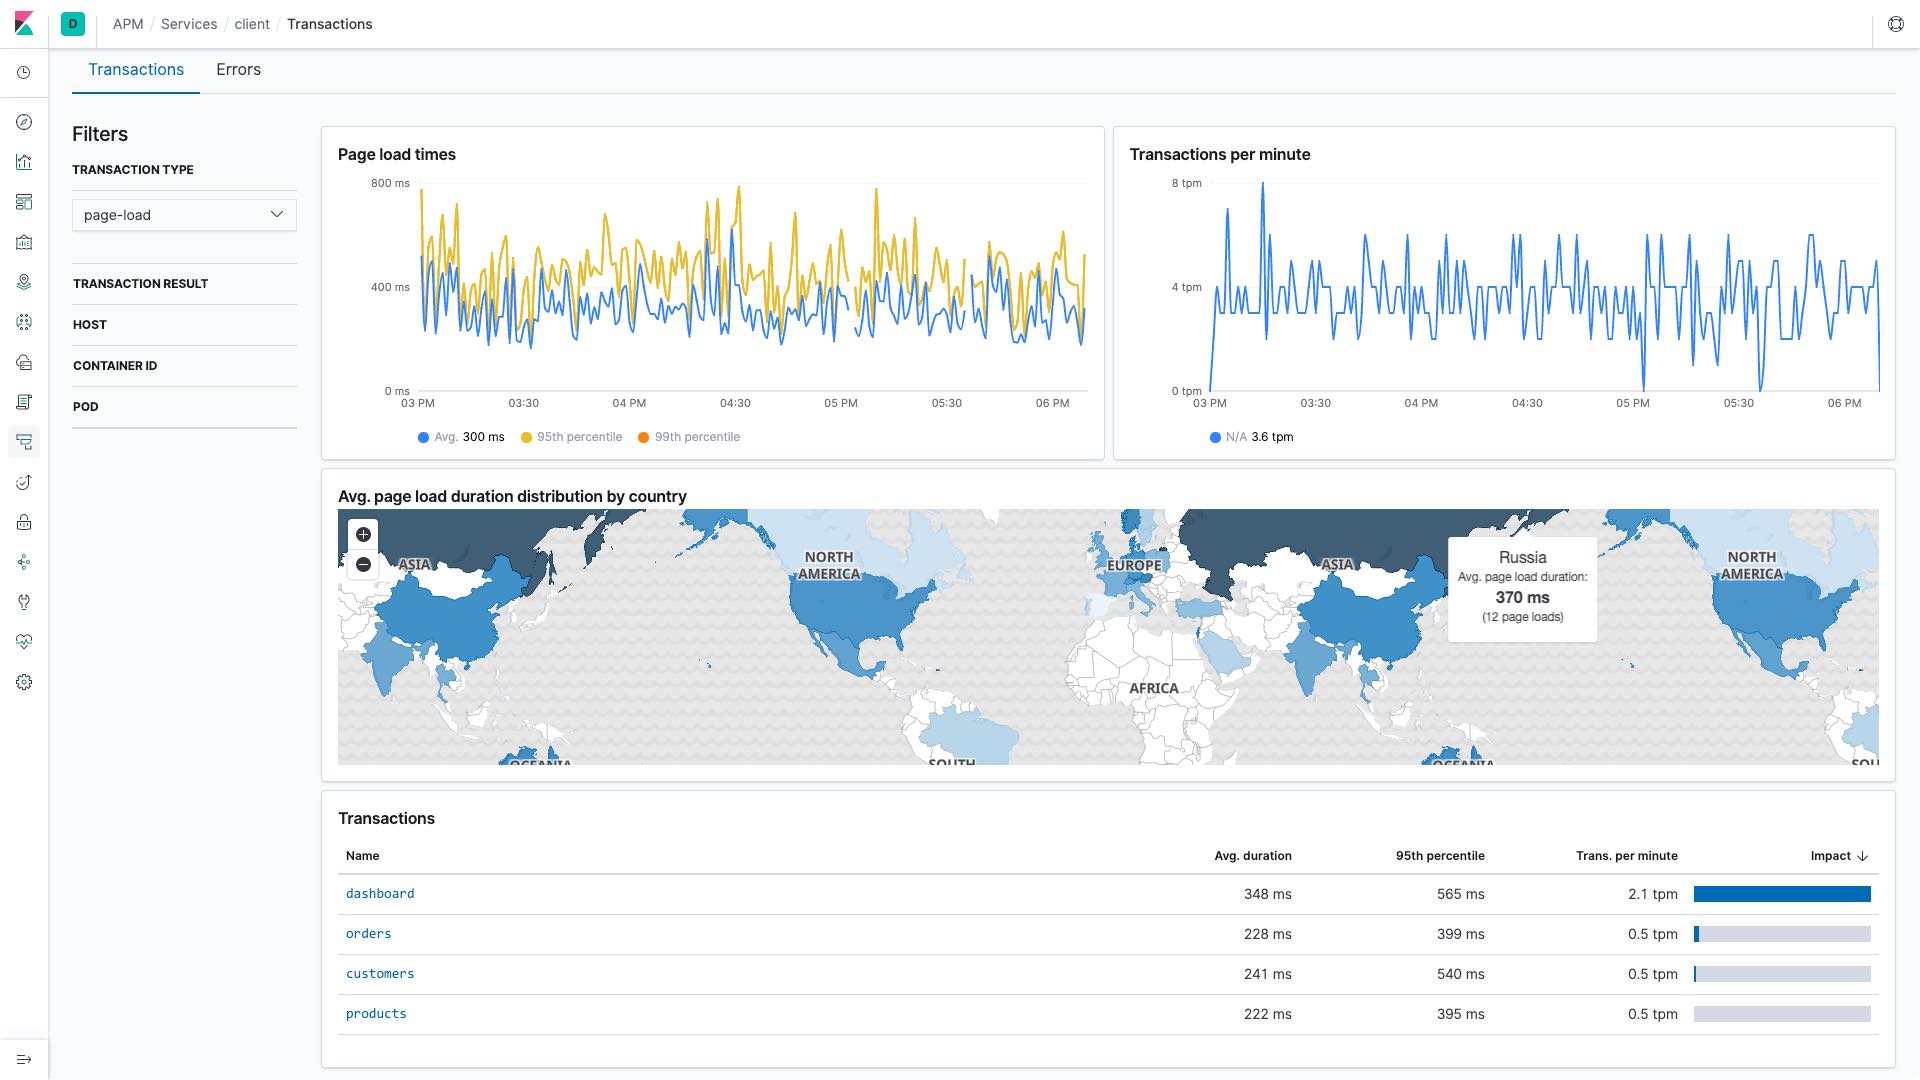 D
APM / Services / client / Transactions
Transactions
Errors
Filters
TRANSACTION TYPE
page-load
TRANSACTION RESULT
HOST
CONTAINER ID
POD
Page load times
800 ms
400 ms
0 ms
03 PM
03:30
04 PM
04:30
05 PM
05:30
06 PM
Avg. 300 ms
95th percentile
99th percentile
Transactions per minute
8 tpm
4 tpm
0 tpm
03 PM
03:30
04 PM
04:30
05 PM
05:30
06 PM
N/A 3.6 tpm
Avg. page load duration distribution by country
ASIA
NORTH
AMERICA
EUROPE
AFRICA
ASIA
NORTH
AMERICA
OCEANIA
SOUTH
OCEANIA
SOU
Russia
Avg. page load duration:
370 ms
(12 page loads)
Transactions
Name
Avg. duration
95th percentile
Trans. per minute
Impact
dashboard
348 ms
565 ms
2.1 tpm
orders
228 ms
399 ms
0.5 tpm
customers
241 ms
540 ms
0.5 tpm
products
222 ms
395 ms
0.5 tpm